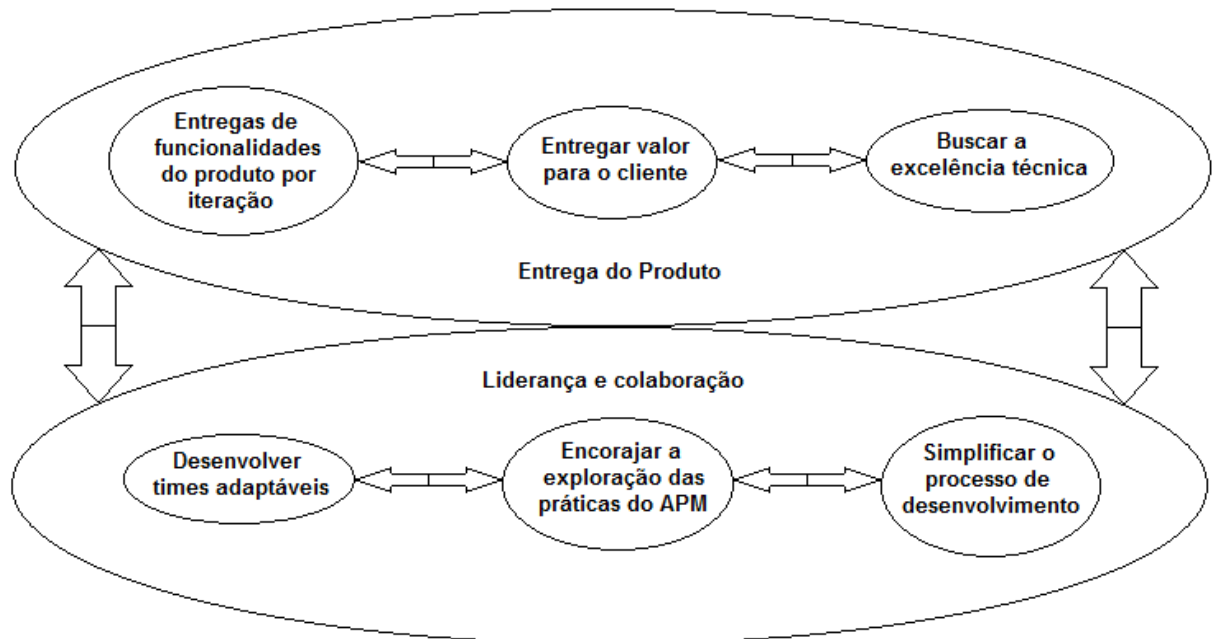 Entregas de
funcionalidades
do produto por
iteração
Entregar valor
para o cliente
Buscar a
excelência técnica
Entrega do Produto
Liderança e colaboração
Desenvolver
times adaptáveis
Encorajar a
exploração das
práticas do APM
Simplificar o
processo de
desenvolvimento